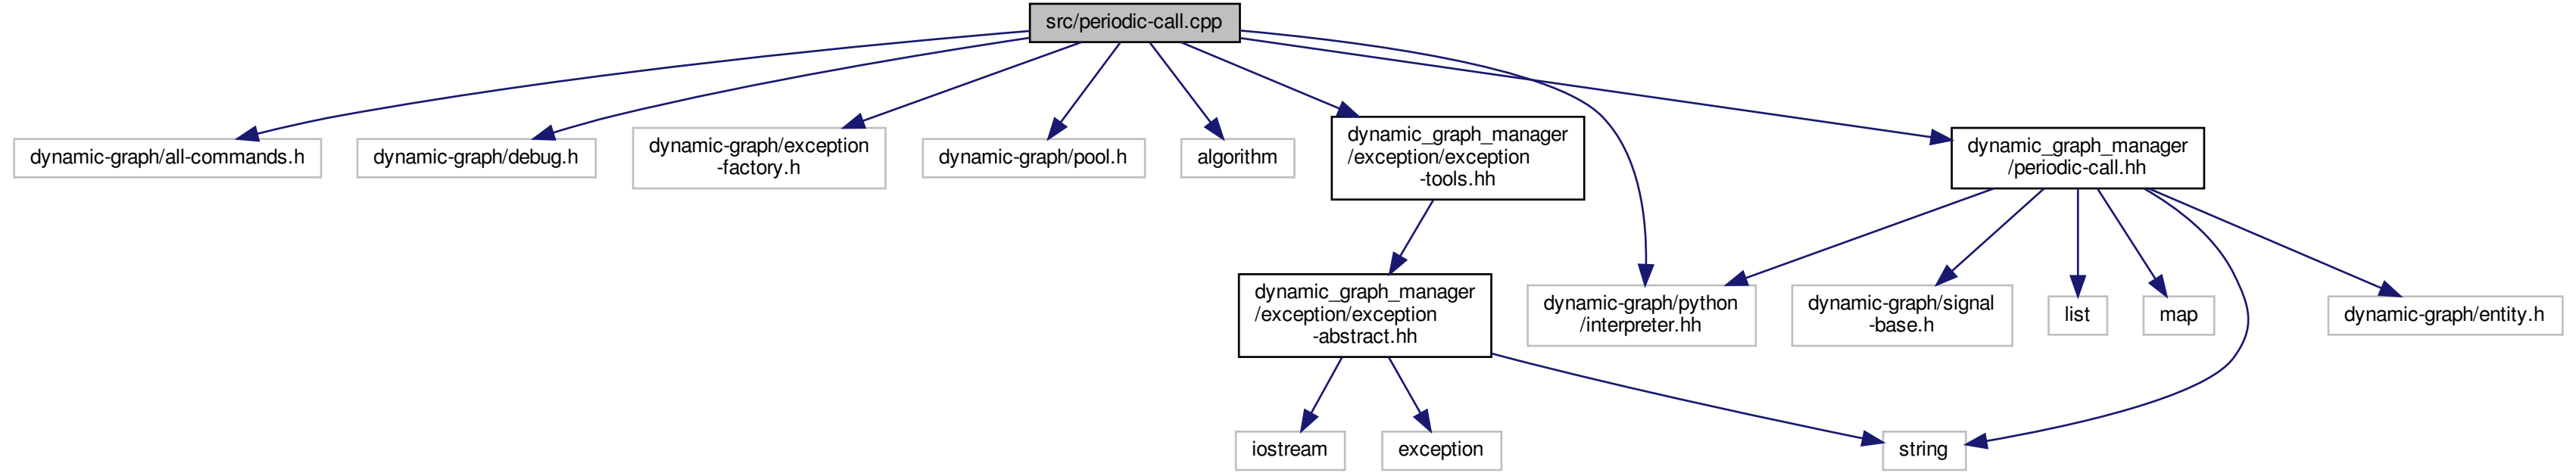 src/periodic-call.cpp
dynamic-graph/all-commands.h
dynamic-graph/debug.h
dynamic-graph/exception
-factory.h
dynamic-graph/pool.h
algorithm
dynamic_graph_manager
/exception/exception
-tools.hh
dynamic_graph_manager
/periodic-call.hh
dynamic_graph_manager
/exception/exception
-abstract.hh
dynamic-graph/python
/interpreter.hh
dynamic-graph/signal
-base.h
list
map
dynamic-graph/entity.h
iostream
exception
string